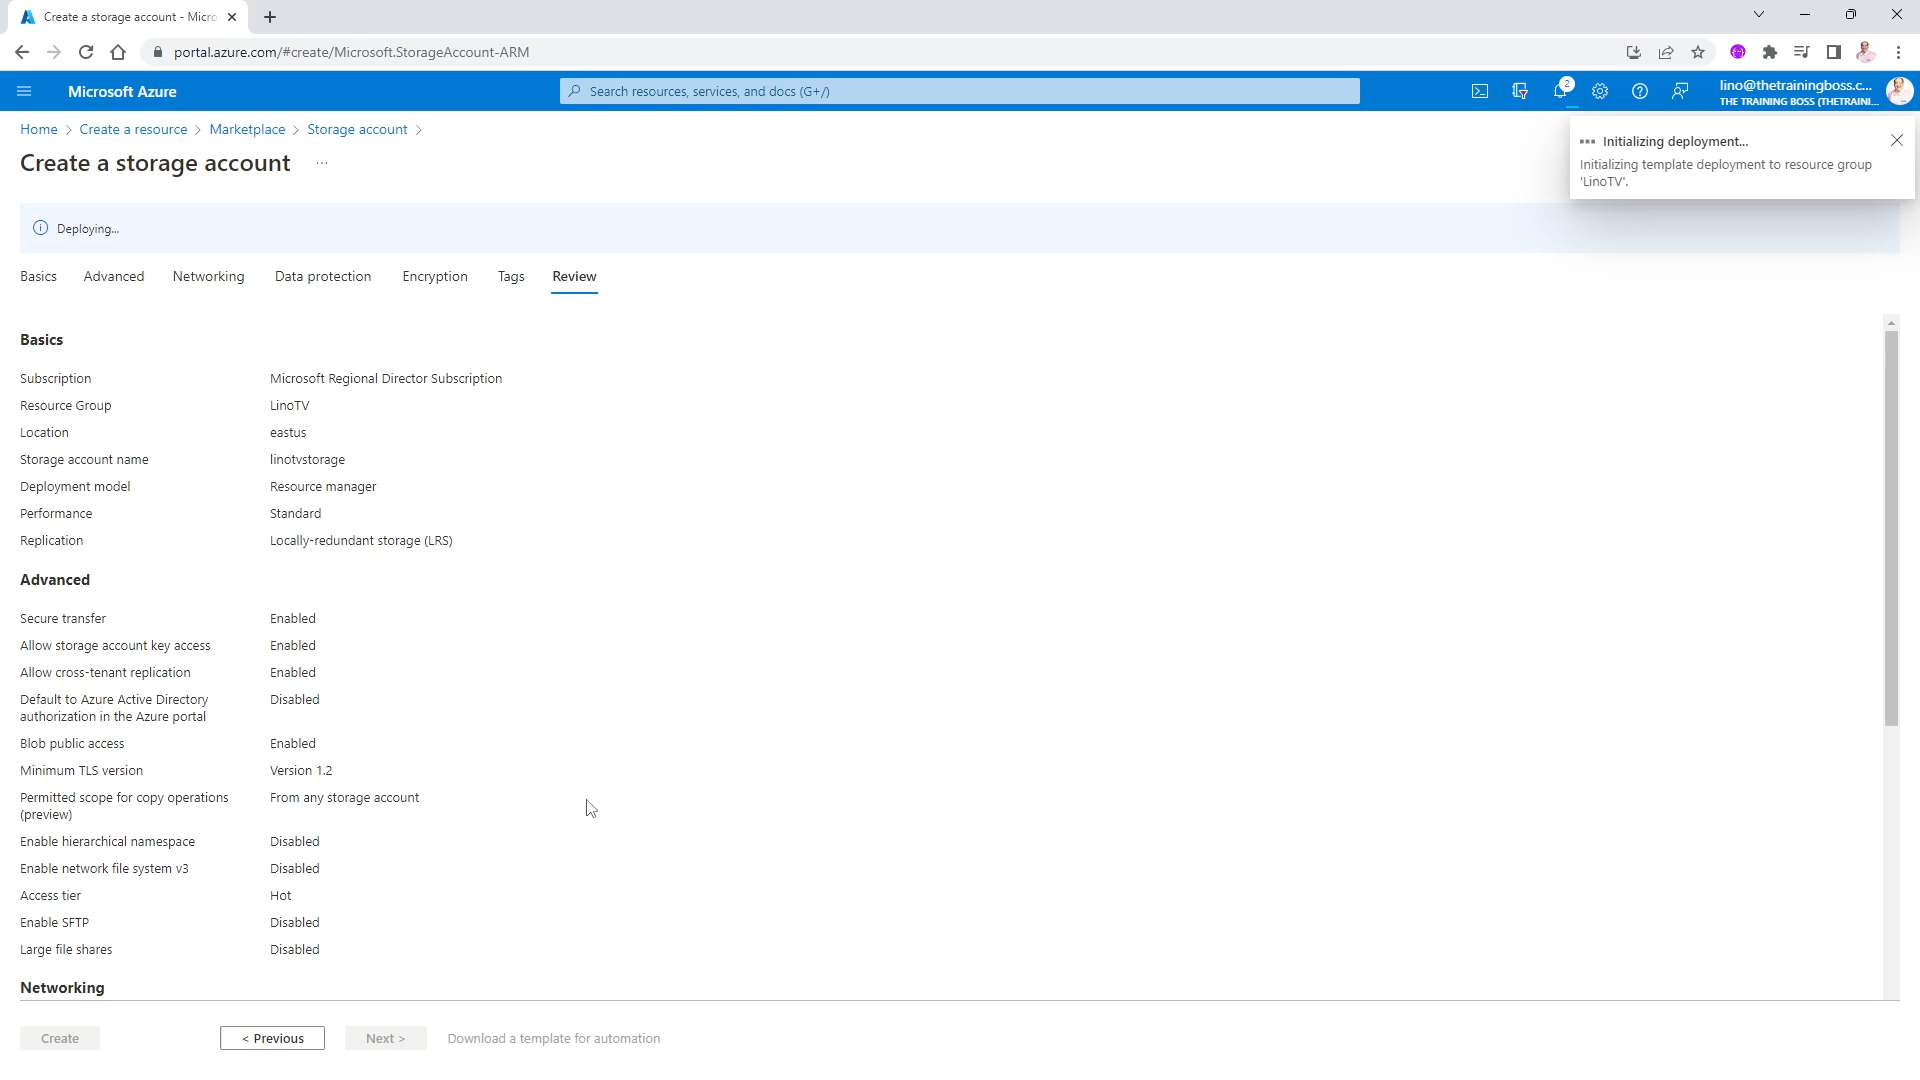 Create a storage account - Micro
portal.azure.com/#create/Microsoft.StorageAccount-ARM
Microsoft Azure
Search resources, services, and docs (G+/)
2
lino@thetrainingboss.c...
THE TRAINING BOSS (THETRAINI...
Home > Create a resource > Marketplace > Storage account >
Create a storage account ...
Initializing deployment...
Initializing template deployment to resource group
'LinoTV'.
Deploying...
Basics Advanced Networking Data protection Encryption Tags Review
Basics
Subscription Microsoft Regional Director Subscription
Resource Group LinoTV
Location eastus
Storage account name linotvstorage
Deployment model Resource manager
Performance Standard
Replication Locally-redundant storage (LRS)
Advanced
Secure transfer Enabled
Allow storage account key access Enabled
Allow cross-tenant replication Enabled
Default to Azure Active Directory Disabled
authorization in the Azure portal
Blob public access Enabled
Minimum TLS version Version 1.2
Permitted scope for copy operations From any storage account
(preview)
Enable hierarchical namespace Disabled
Enable network file system v3 Disabled
Access tier Hot
Enable SFTP Disabled
Large file shares Disabled
Networking
Create < Previous Next > Download a template for automation